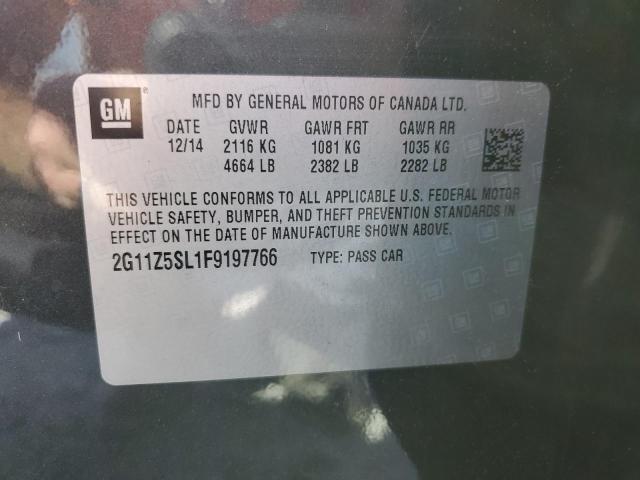 GM
MFD BY GENERAL MOTORS OF CANADA LTD.
DATE GVWR GAWR FRT GAWR RR
12/14 2116 KG 1081 KG 1035 KG
4664 LB 2382 LB 2282 LB
THIS VEHICLE CONFORMS TO ALL APPLICABLE U.S. FEDERAL MOTOR
VEHICLE SAFETY, BUMPER, AND THEFT PREVENTION STANDARDS IN
EFFECT ON THE DATE OF MANUFACTURE SHOWN ABOVE.
2G11Z5SL1F9197766 TYPE: PASS CAR